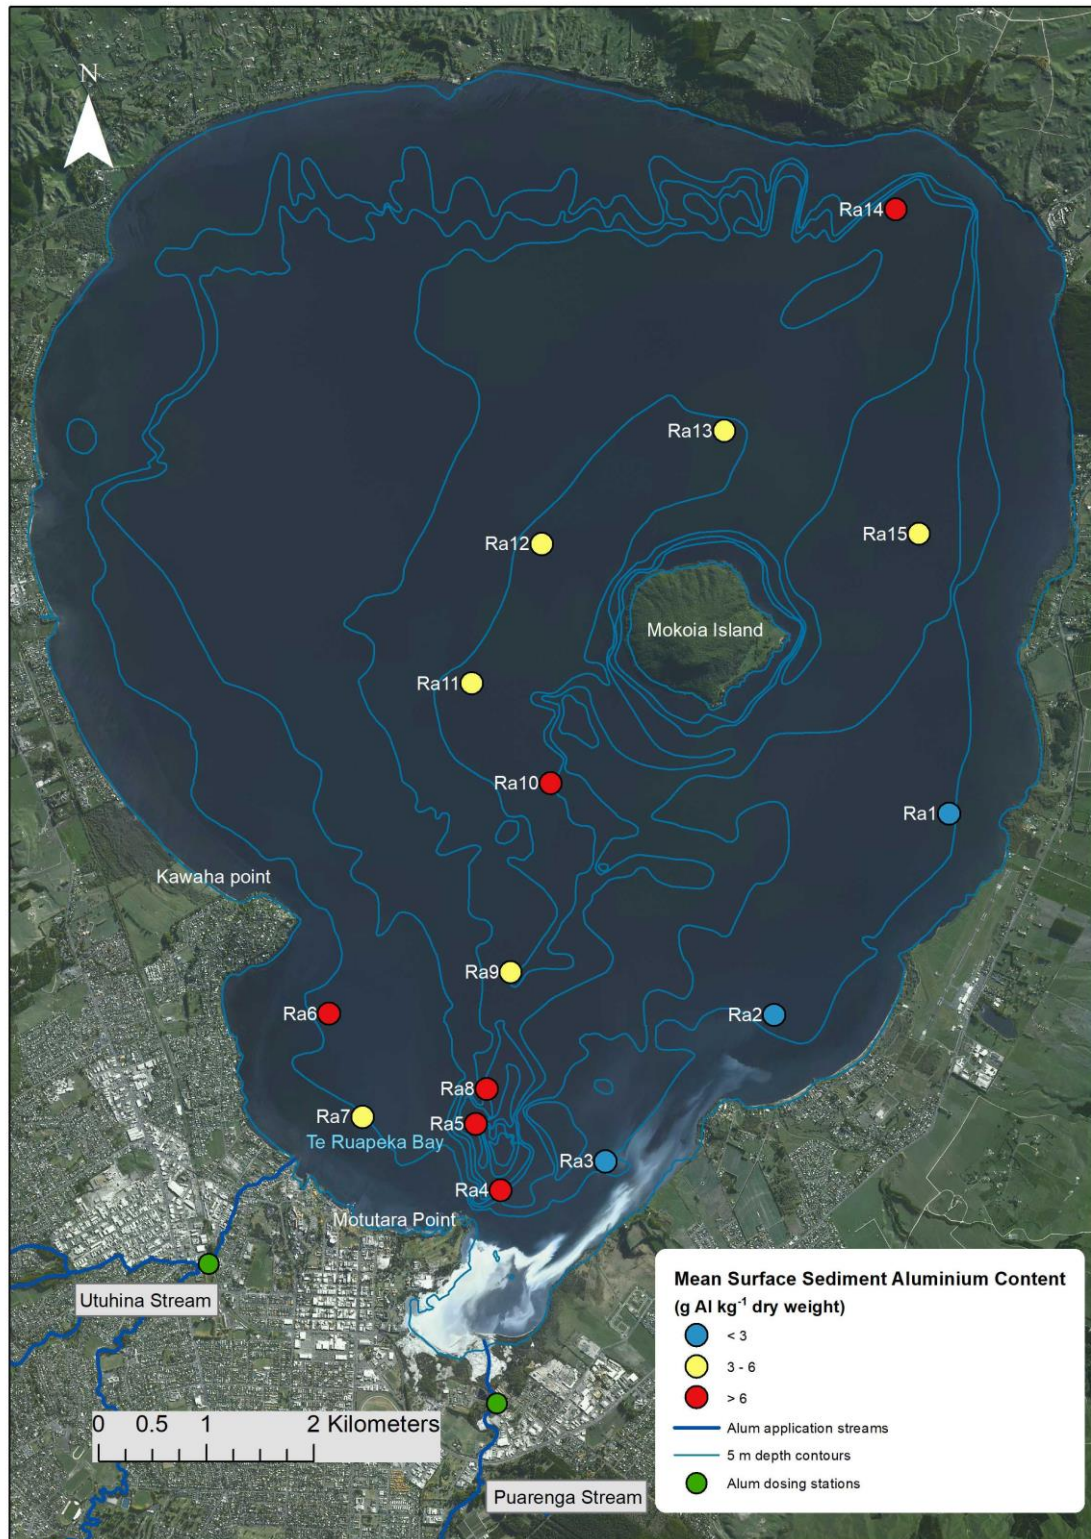 N
Ra14
Ra13
Ra12
Ra15
Mokoia Island
Ra11
Ra10
Ra1
Kawaha point
Ra9
Ra6
Ra2
Ra8
Ra7
Ra5
Te Ruapeka Bay
Ra3
Ra4
Motutara Point
Utuhina Stream
Mean Surface Sediment Aluminium Content
(g Al kg⁻¹ dry weight)
< 3
3 - 6
> 6
Alum application streams
5 m depth contours
Alum dosing stations
0 0.5 1 2 Kilometers
Puarenga Stream